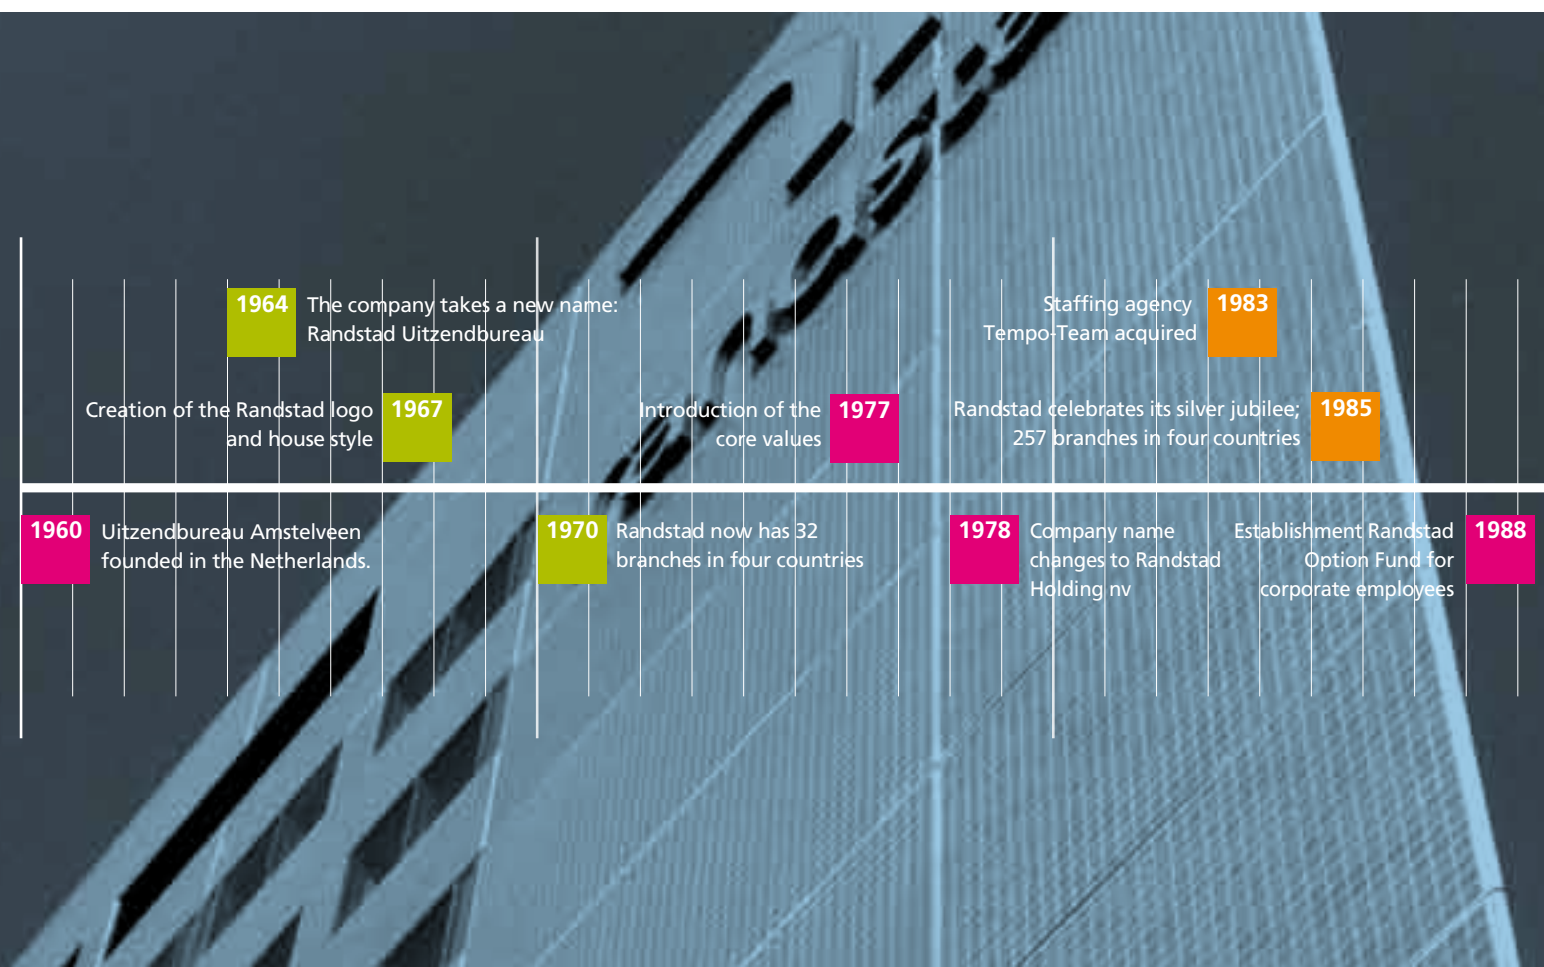 1964
The company takes a new name:
Randstad Uitzendbureau
Staffing agency
Tempo-Team acquired
1983
Creation of the Randstad logo
and house style
1967
Introduction of the
core values
1977
Randstad celebrates its silver jubilee;
257 branches in four countries
1985
1960
Uitzendbureau Amstelveen
founded in the Netherlands.
1970
Randstad now has 32
branches in four countries
1978
Company name
changes to Randstad
Holding nv
Establishment Randstad
Option Fund for
corporate employees
1988